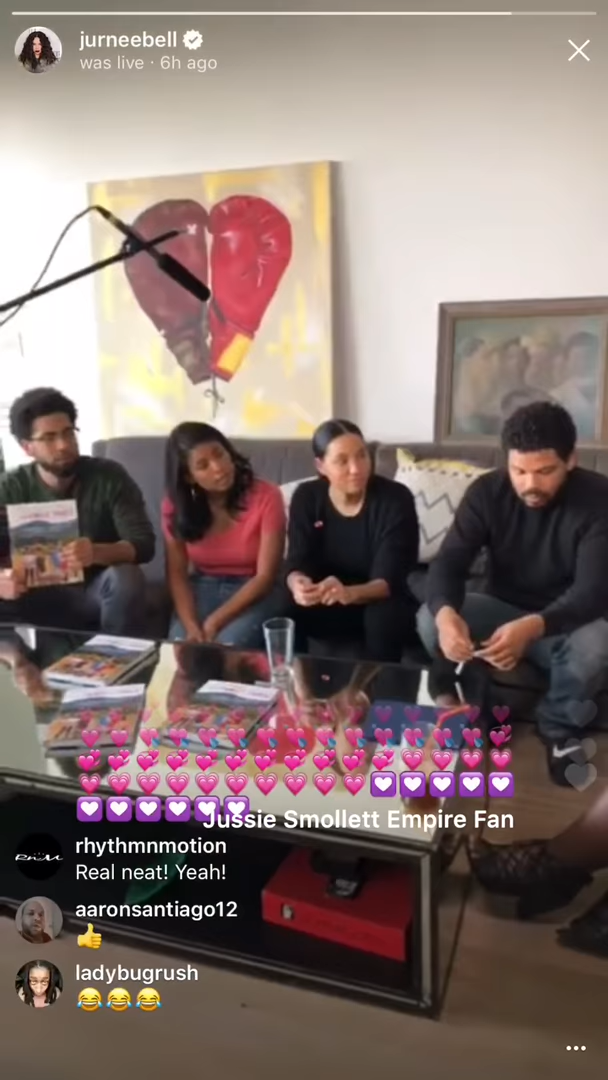 jurneebell
was live · 6h ago
Jussie Smollett Empire Fan
rhythmnmotion
Real neat! Yeah!
aaronsantiago12
👍
ladybugrush
😂😂😂